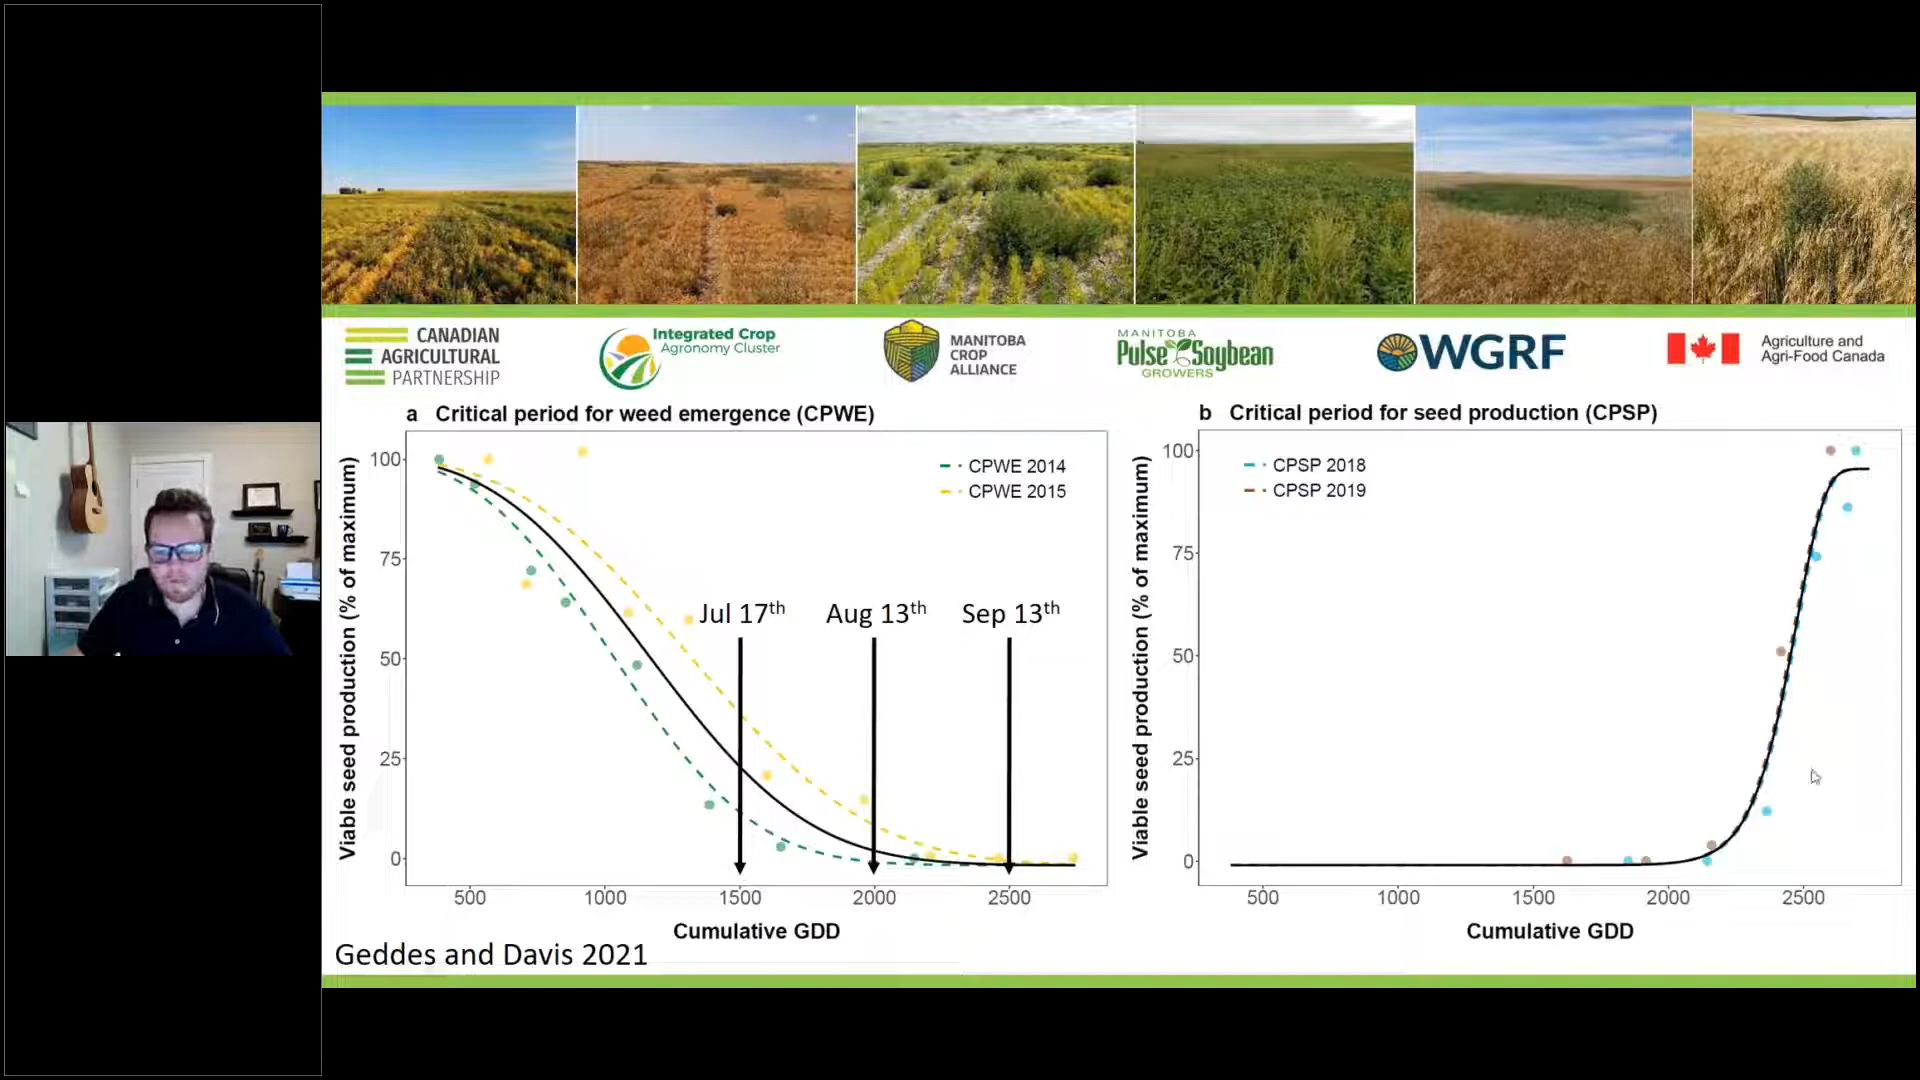 CANADIAN
AGRICULTURAL
PARTNERSHIP
Integrated Crop
Agronomy Cluster
MANITOBA
CROP
ALLIANCE
MANITOBA
Pulse Soybean
GROWERS
WGRF
Agriculture and
Agri-Food Canada
a Critical period for weed emergence (CPWE)
Viable seed production (% of maximum)
100
75
50
25
0
CPWE 2014
CPWE 2015
Jul 17th
Aug 13th
Sep 13th
500 1000 1500 2000 2500
Cumulative GDD
b Critical period for seed production (CPSP)
Viable seed production (% of maximum)
100
75
50
25
0
CPSP 2018
CPSP 2019
500 1000 1500 2000 2500
Cumulative GDD
Geddes and Davis 2021